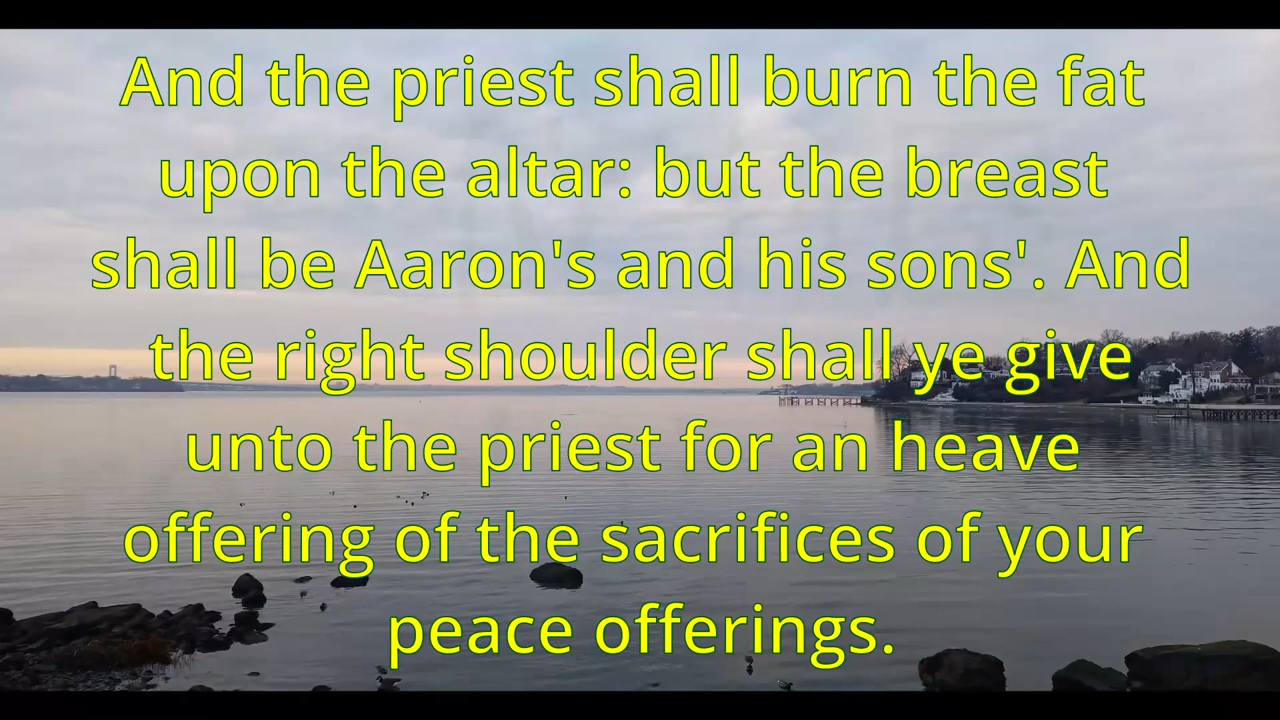 And the priest shall burn the fat
upon the altar: but the breast
shall be Aaron's and his sons'. And
the right shoulder shall ye give
unto the priest for an heave
offering of the sacrifices of your
peace offerings.